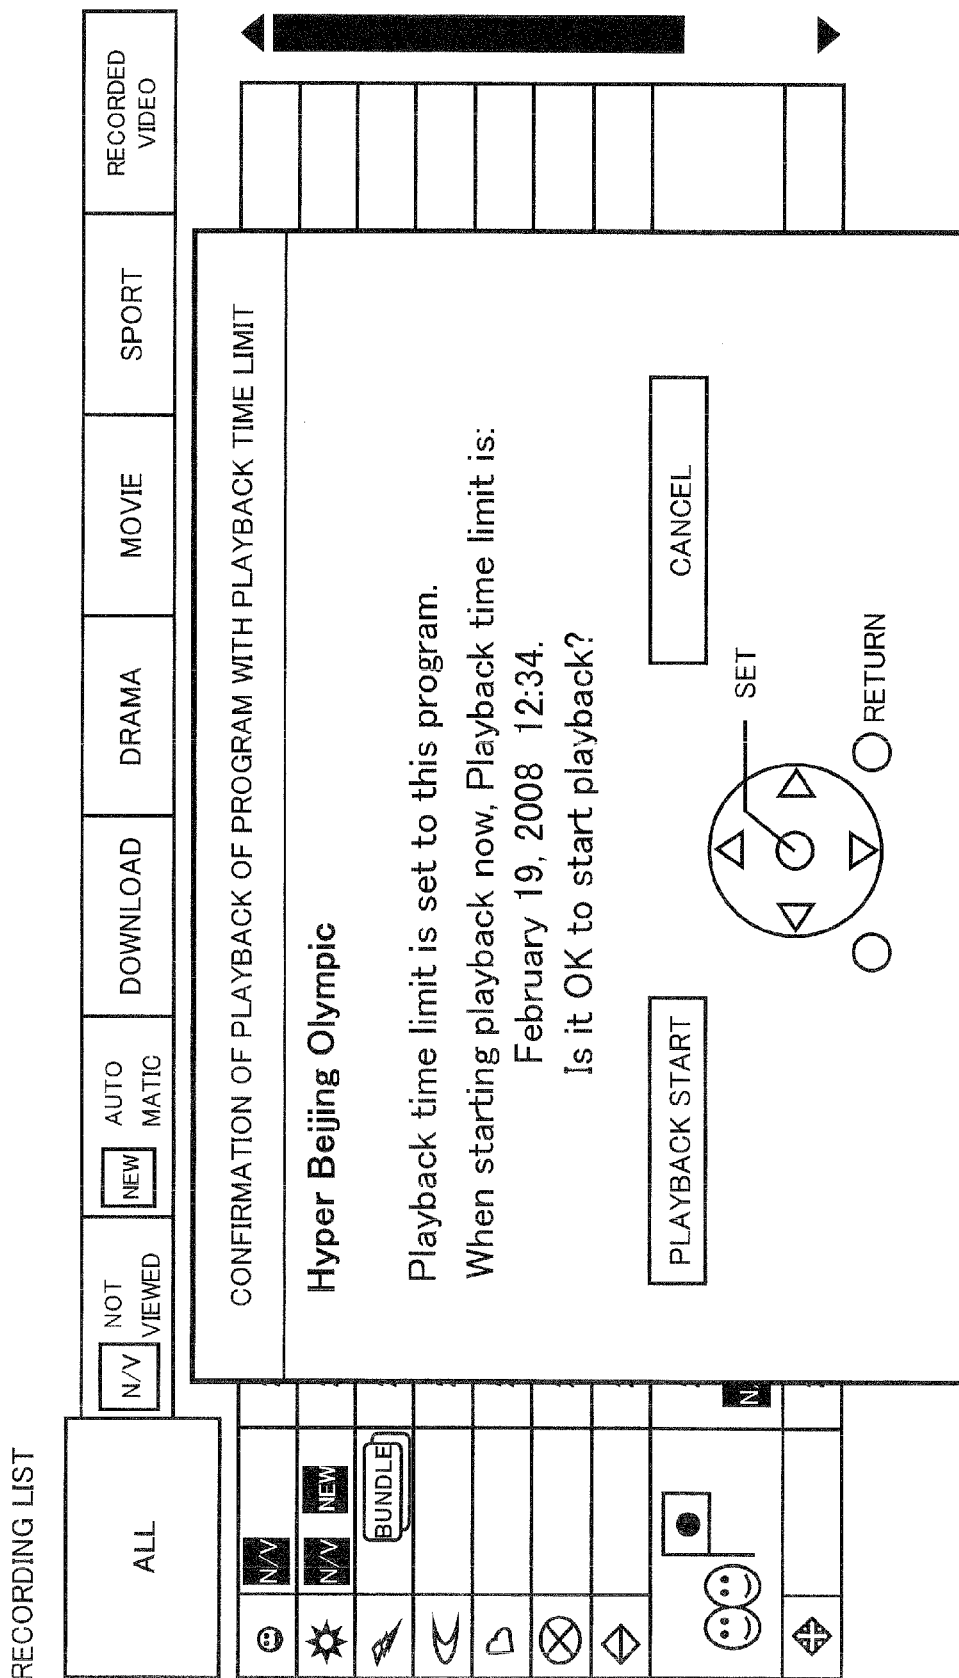 RECORDING LIST
ALL
N/V
NOT
VIEWED
NEW
AUTO
MATIC
DOWNLOAD
DRAMA
MOVIE
SPORT
RECORDED
VIDEO
CONFIRMATION OF PLAYBACK OF PROGRAM WITH PLAYBACK TIME LIMIT
N/V
N/V NEW
BUNDLE
N
Hyper Beijing Olympic
Playback time limit is set to this program.
When starting playback now, Playback time limit is:
February 19, 2008 12:34.
Is it OK to start playback?
PLAYBACK START
CANCEL
SET
RETURN